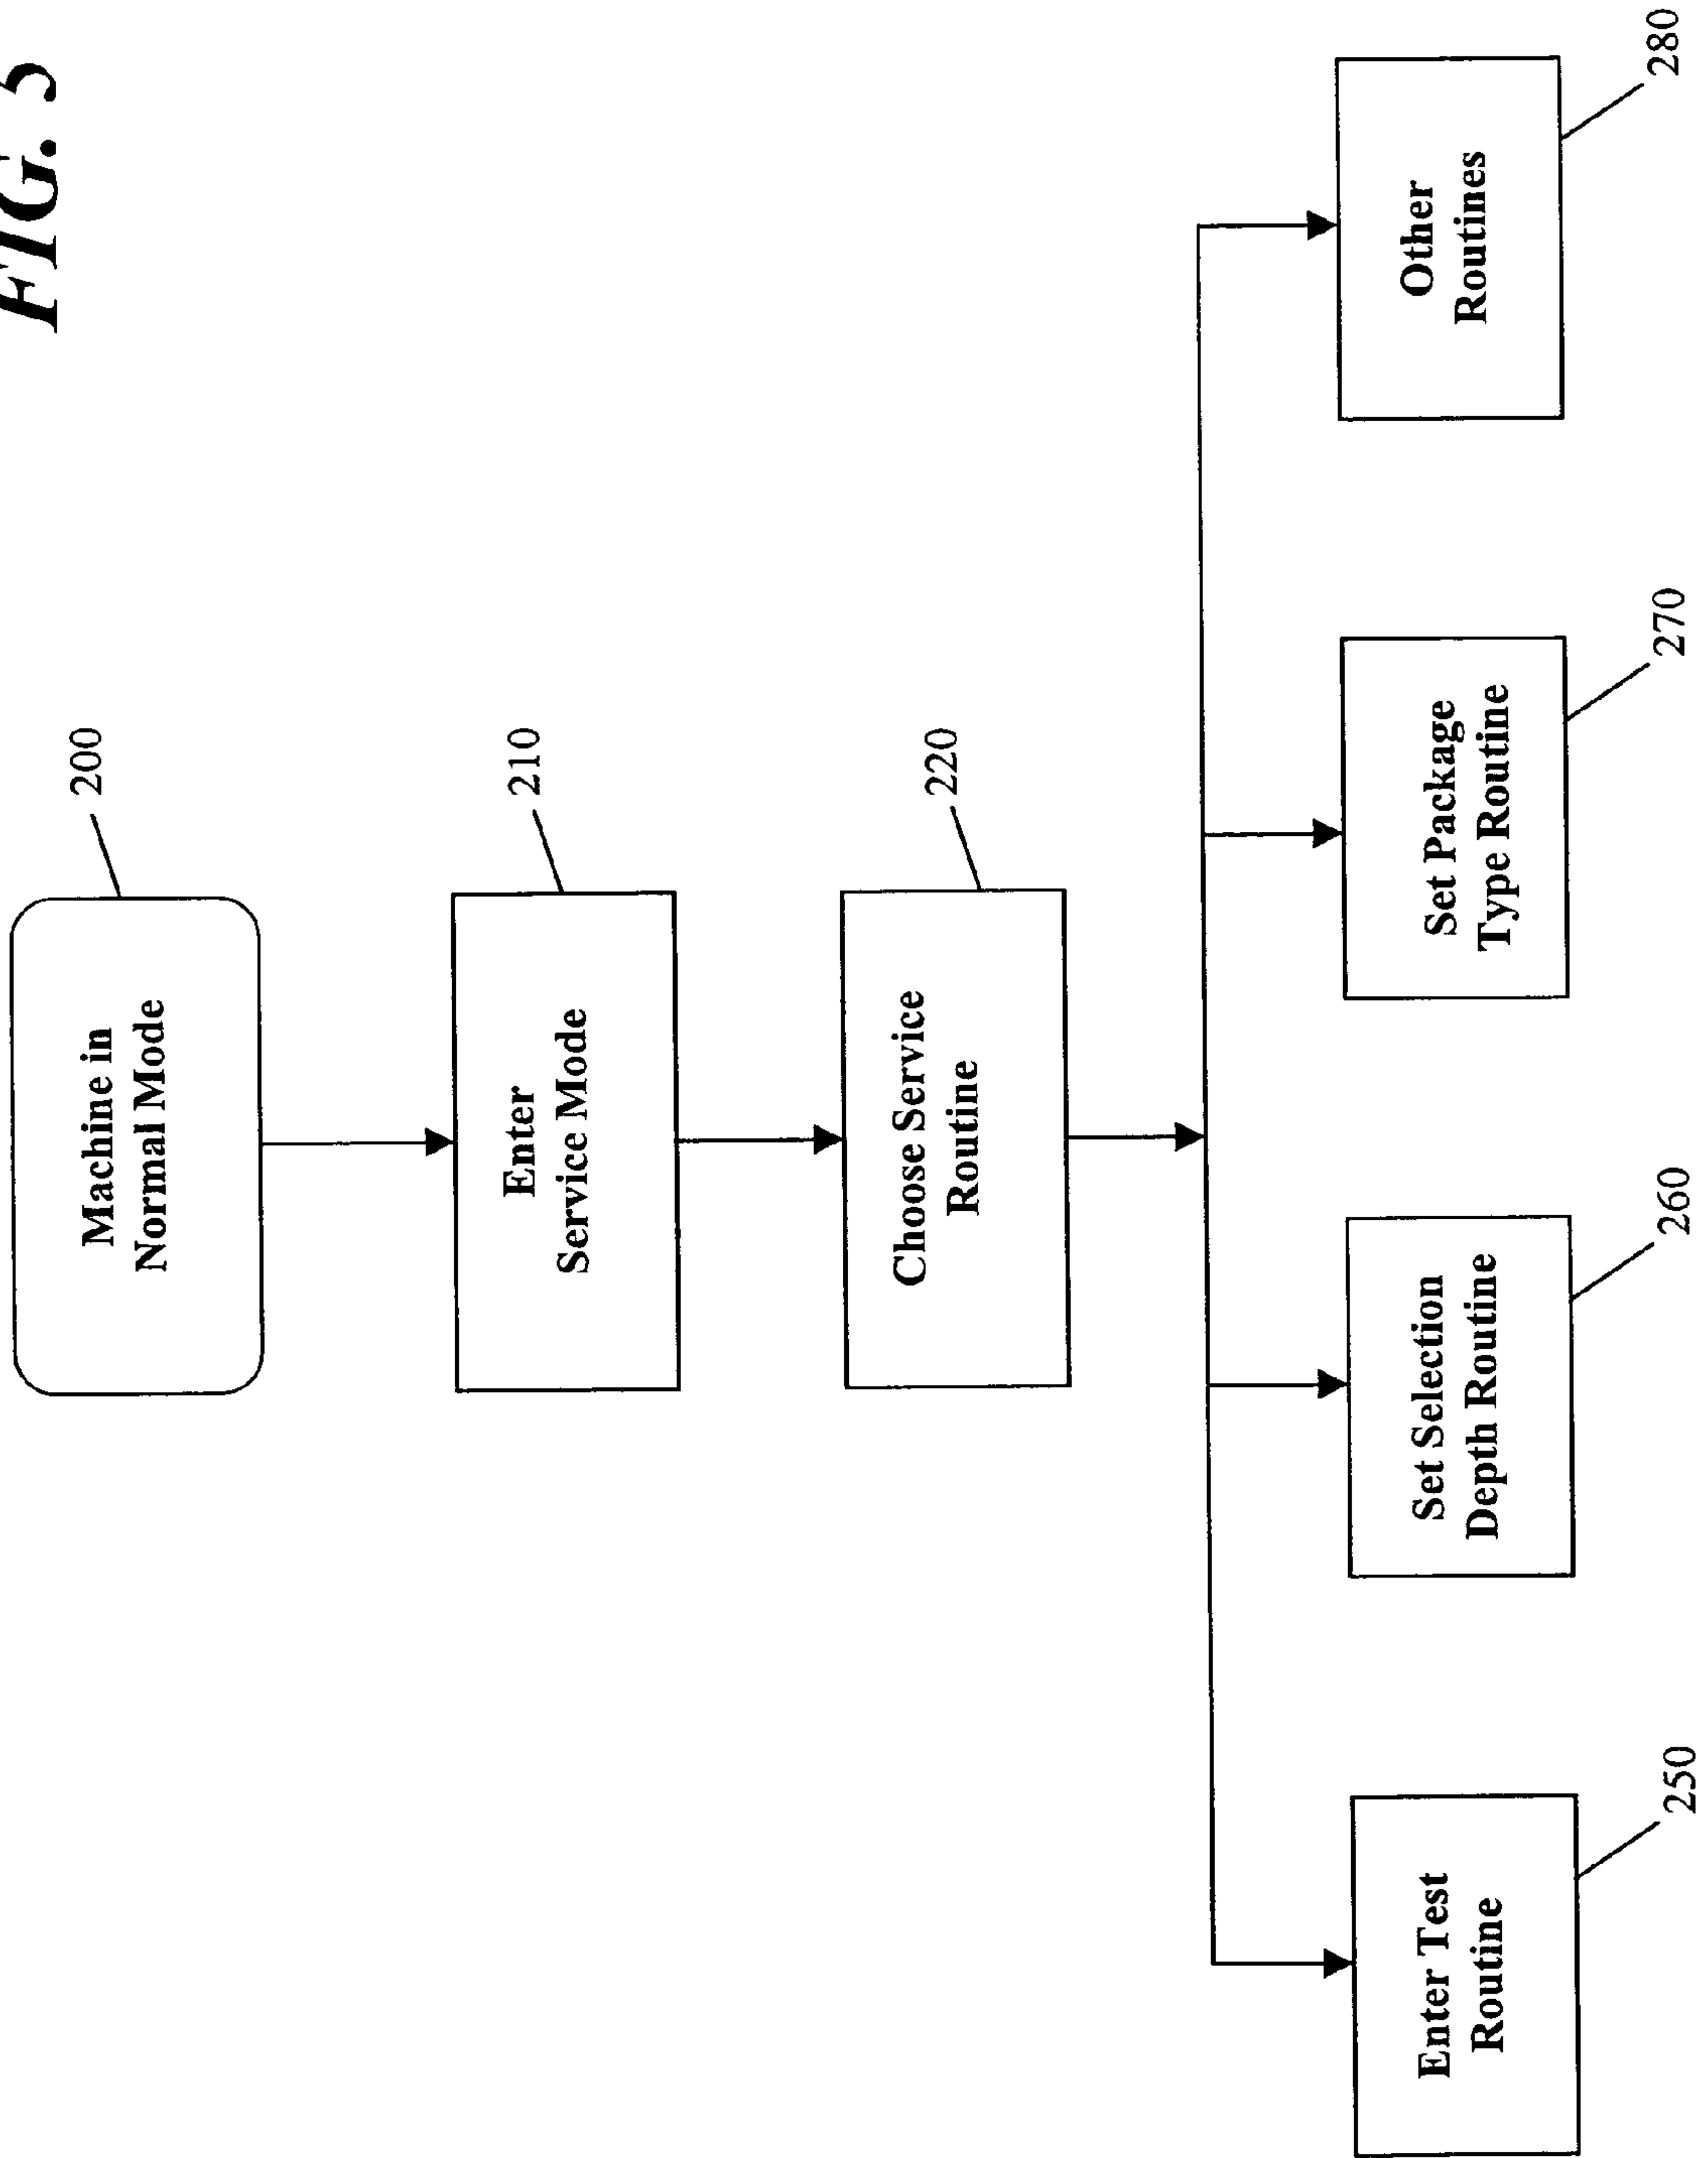 FIG. 5
Machine in
Normal Mode
200
Enter
Service Mode
210
Choose Service
Routine
220
Enter Test
Routine
250
Set Selection
Depth Routine
260
Set Package
Type Routine
270
Other
Routines
280